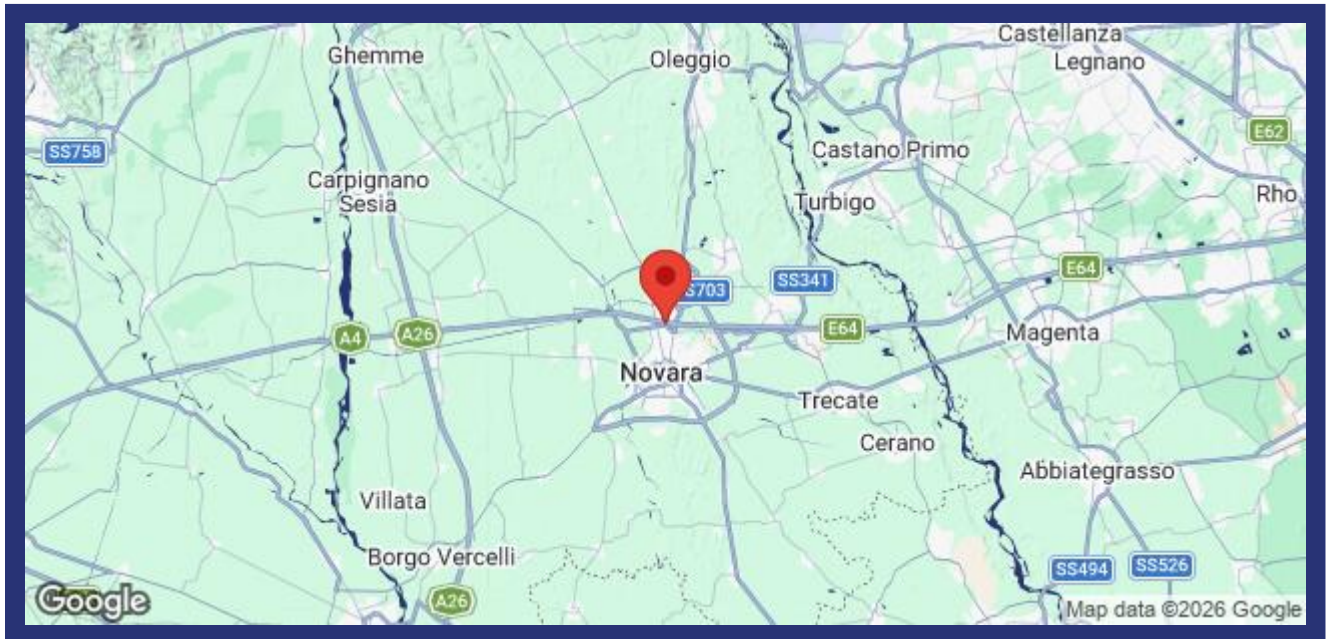 Ghemme
Oleggio
Castellanza
Legnano
SS758
E62
Castano Primo
Carpignano
Sesia
Turbigo
Rho
E64
SS341
A4
A26
E64
Magenta
Novara
Trecate
Cerano
Abbiategrasso
Villata
Borgo Vercelli
SS494
SS526
A26
Google
Map data ©2026 Google